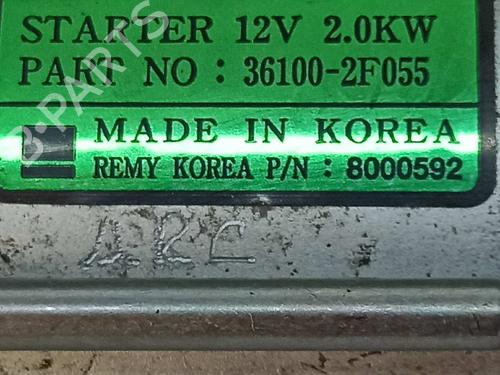 STARTER 12V 2.0KW
PART NO : 36100-2F055
MADE IN KOREA
REMY KOREA P/N : 8000592